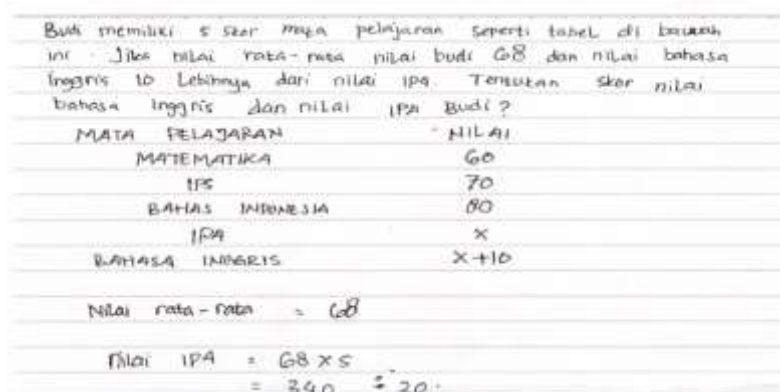 Budi memiliki 5 skor mata pelajaran seperti tabel di bawah
ini. Jika nilai rata-rata nilai budi 68 dan nilai bahasa
Inggris 10 Lebihnya dari nilai IPA. Tentukan skor nilai
bahasa Inggris dan nilai IPA Budi?
MATA PELAJARAN NILAI
MATEMATIKA 60
IPS 70
BAHAS INDONESIA 80
IPA X
BAHASA INGGRIS X+10
Nilai rata-rata = 68
Nilai IPA = 68 x 5
= 340 : 20.